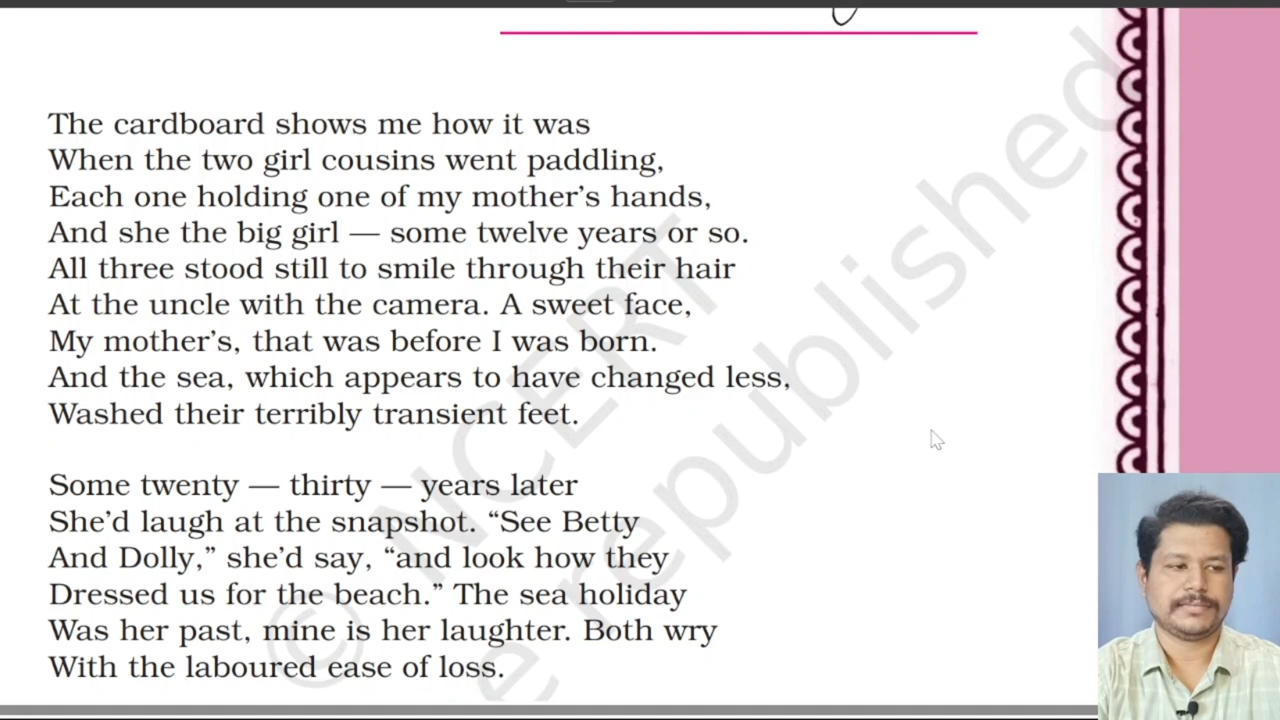 The cardboard shows me how it was
When the two girl cousins went paddling,
Each one holding one of my mother’s hands,
And she the big girl — some twelve years or so.
All three stood still to smile through their hair
At the uncle with the camera. A sweet face,
My mother’s, that was before I was born.
And the sea, which appears to have changed less,
Washed their terribly transient feet.
Some twenty — thirty — years later
She’d laugh at the snapshot. “See Betty
And Dolly,” she’d say, “and look how they
Dressed us for the beach.” The sea holiday
Was her past, mine is her laughter. Both wry
With the laboured ease of loss.
© NCERT
republished